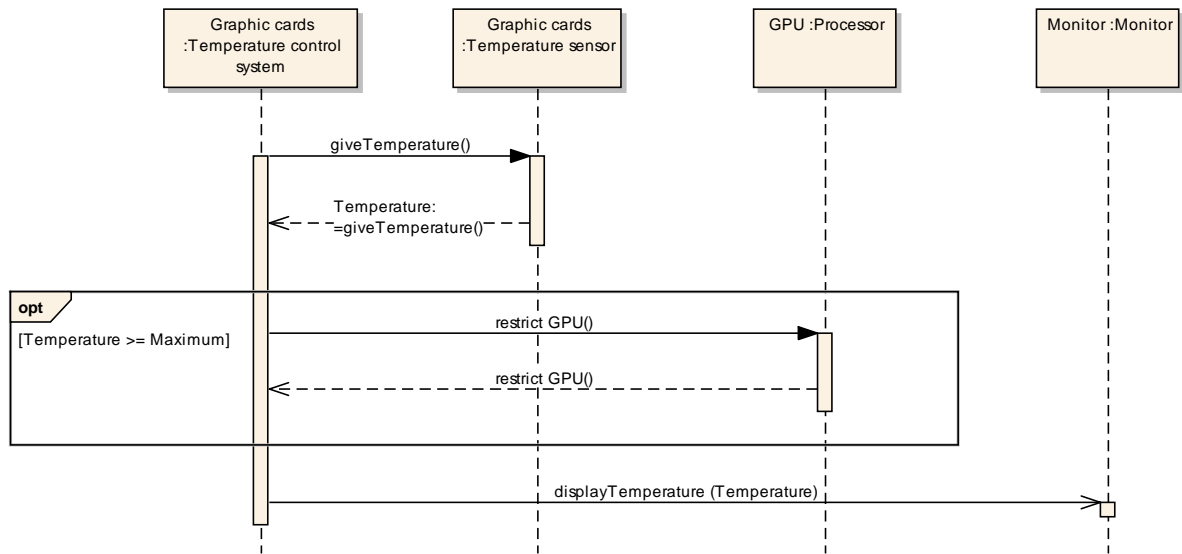 Graphic cards
:Temperature control
system
Graphic cards
:Temperature sensor
GPU :Processor
Monitor :Monitor
giveTemperature()
Temperature:
=giveTemperature()
opt
[Temperature >= Maximum]
restrict GPU()
restrict GPU()
displayTemperature (Temperature)